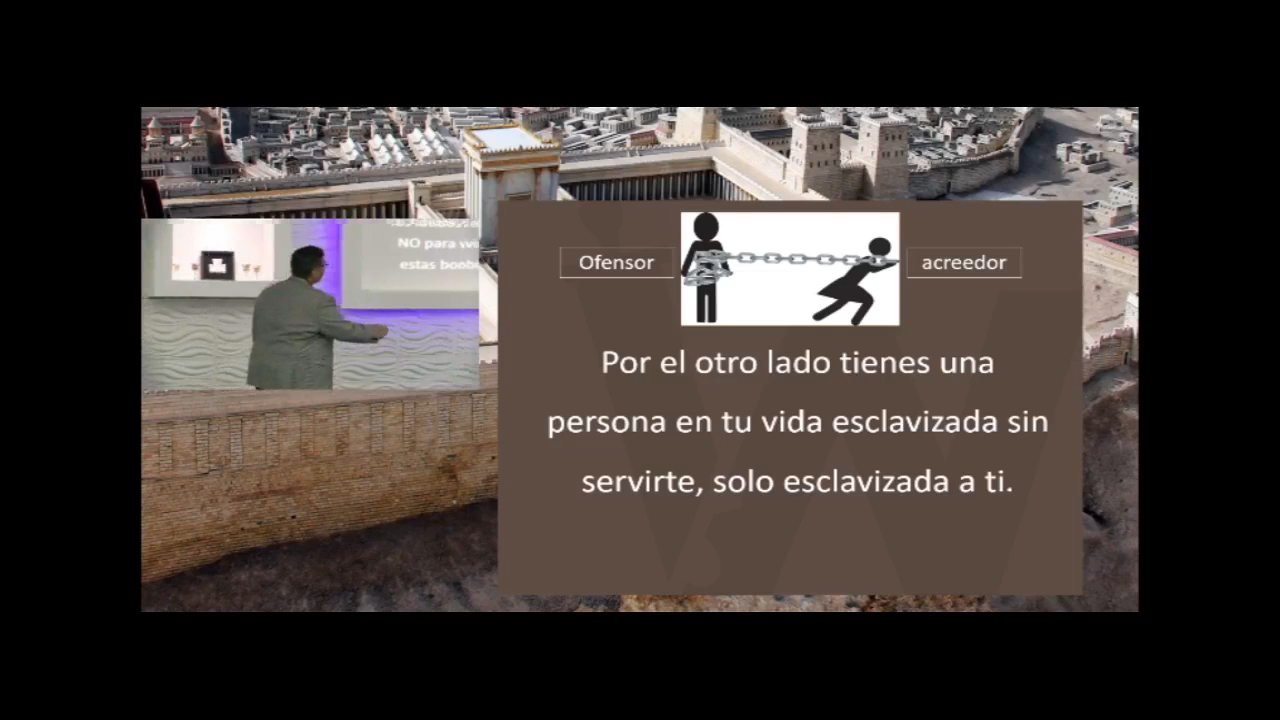 NO para
estas
Ofensor
acreedor
Por el otro lado tienes una
persona en tu vida esclavizada sin
servirte, solo esclavizada a ti.